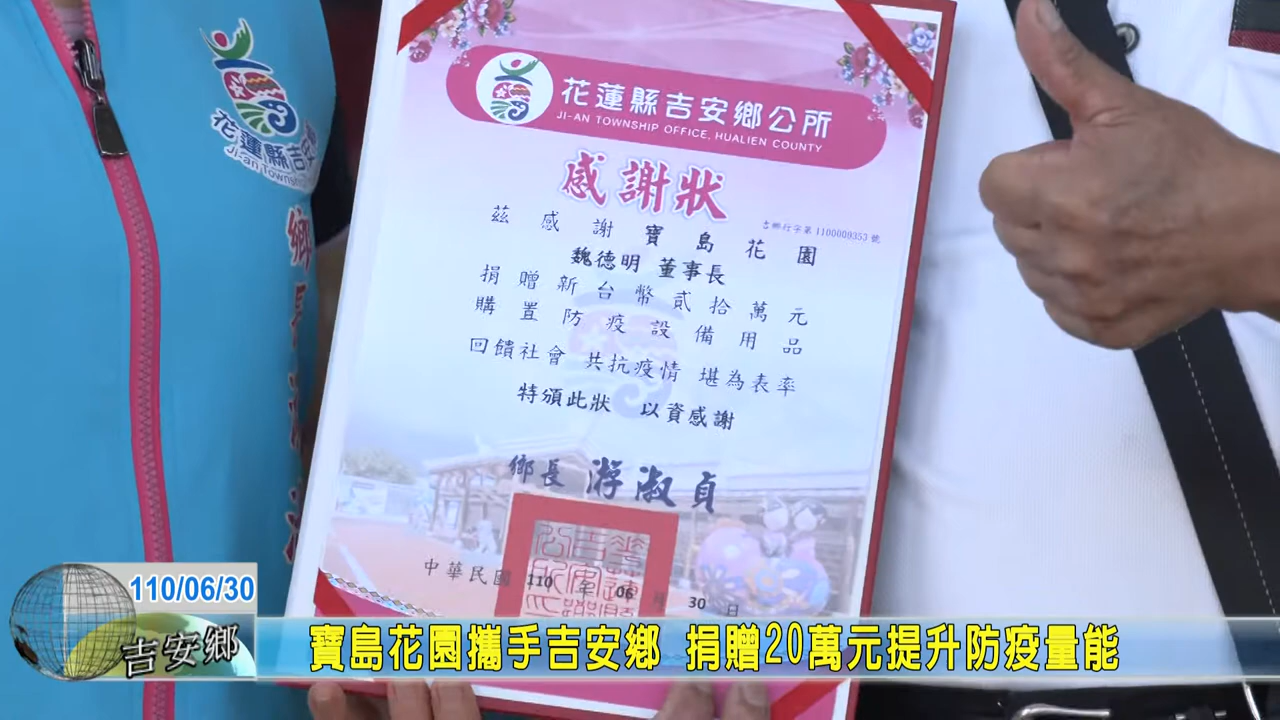 花蓮縣吉安鄉
Ji-an Township
鄉長
花蓮縣吉安鄉公所
JI-AN TOWNSHIP OFFICE, HUALIEN COUNTY
感謝狀
吉鄉行字第1100009353號
茲感謝寶島花園
魏德明 董事長
捐贈新台幣貳拾萬元
購置防疫設備用品
回饋社會 共抗疫情 堪為表率
特頒此狀 以資感謝
鄉長 游淑貞
中華民國 110 年 06 月 30 日
110/06/30
吉安鄉
寶島花園攜手吉安鄉 捐贈20萬元提升防疫量能